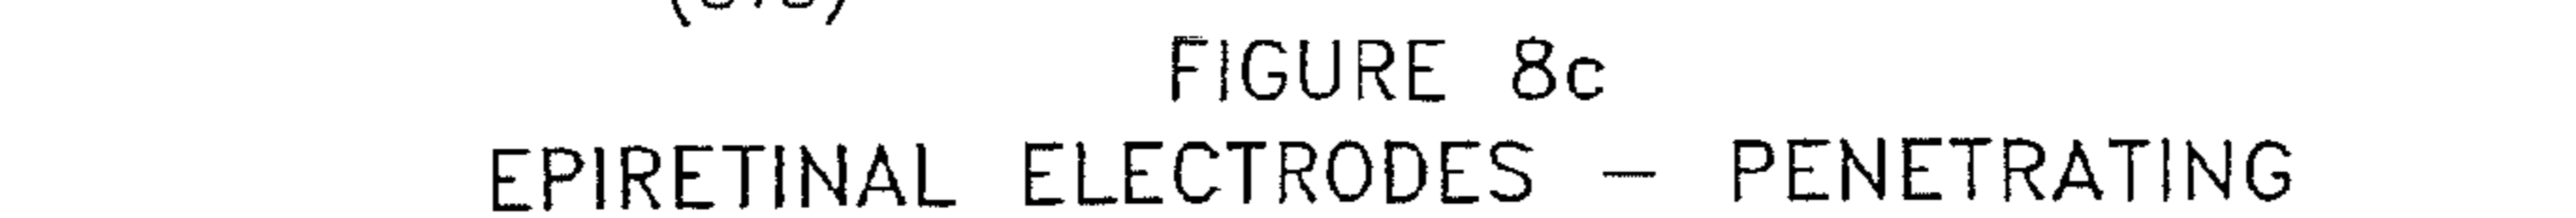 FIGURE 8c
EPIRETINAL ELECTRODES – PENETRATING